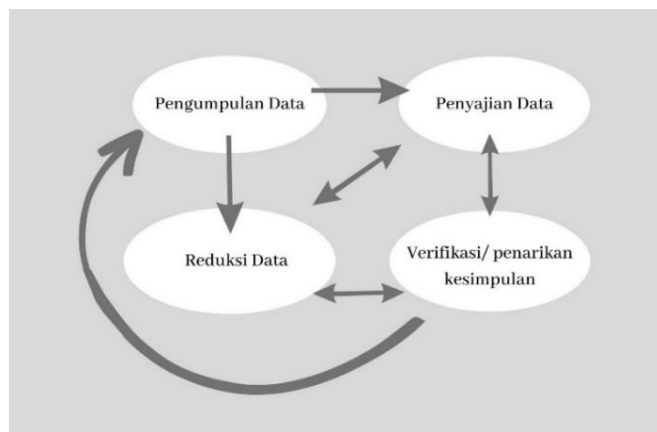 Pengumpulan Data
Penyajian Data
Reduksi Data
Verifikasi/ penarikan
kesimpulan